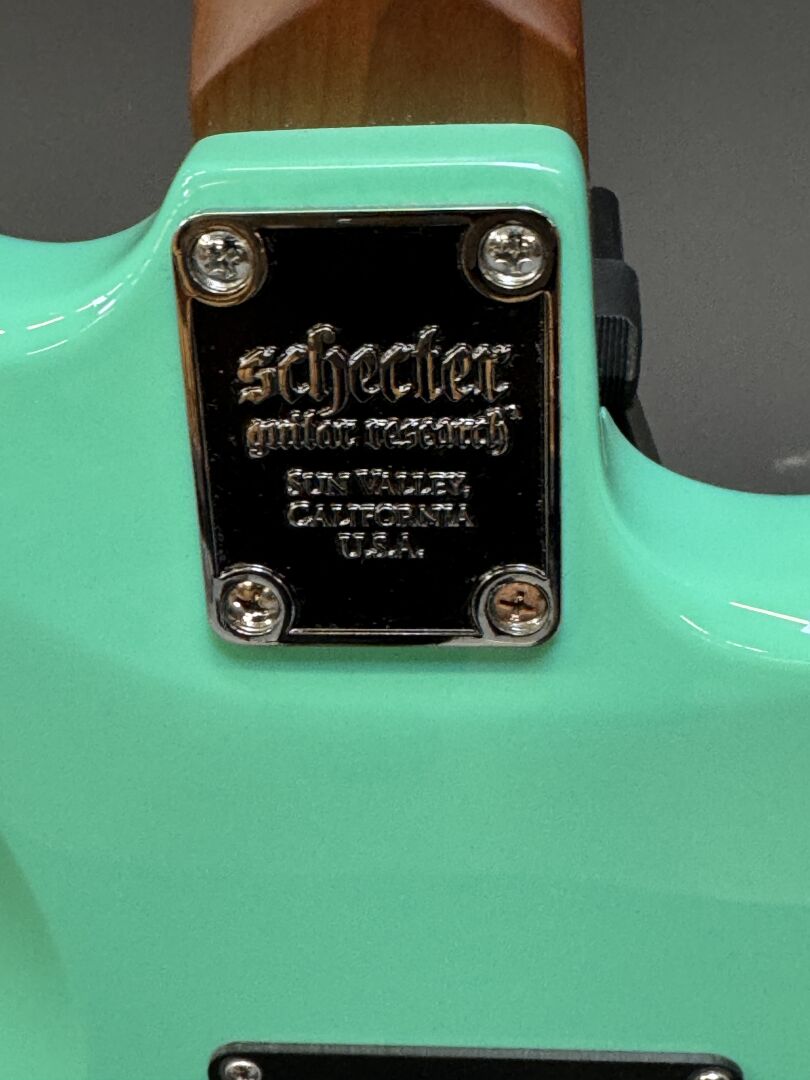 schecter
guitar research
SUN VALLEY,
CALIFORNIA
U.S.A.